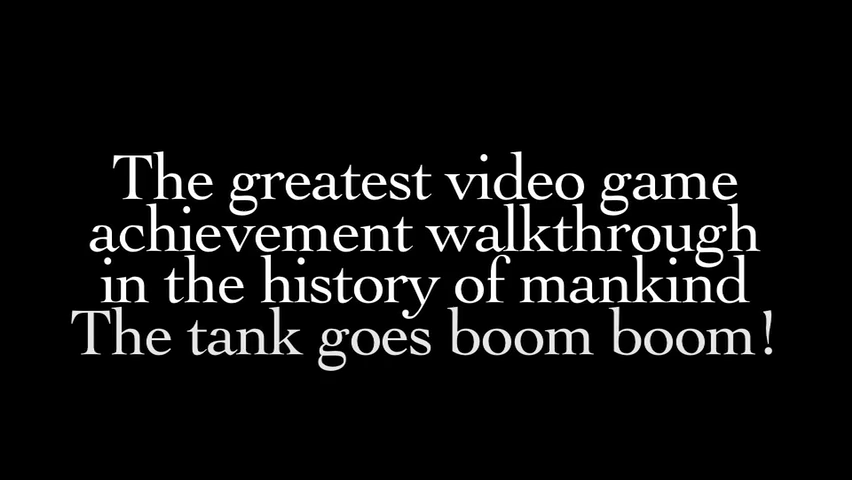 The greatest video game
achievement walkthrough
in the history of mankind
The tank goes boom boom!